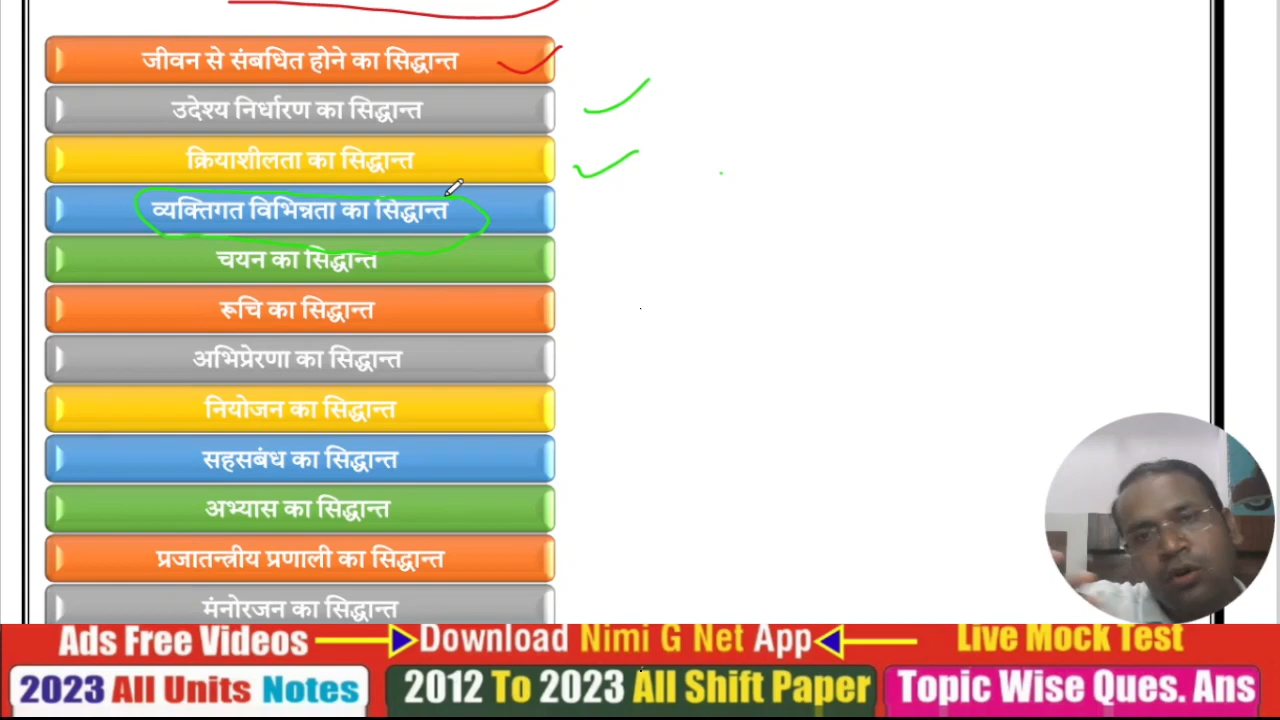 जीवन से संबधित होने का सिद्धान्त
उदेश्य निर्धारण का सिद्धान्त
क्रियाशीलता का सिद्धान्त
व्यक्तिगत विभिन्नता का सिद्धान्त
चयन का सिद्धान्त
रूचि का सिद्धान्त
अभिप्रेरणा का सिद्धान्त
नियोजन का सिद्धान्त
सहसबंध का सिद्धान्त
अभ्यास का सिद्धान्त
प्रजातन्त्रीय प्रणाली का सिद्धान्त
मंनोरजन का सिद्धान्त
Ads Free Videos Download Nimi G Net App Live Mock Test
2023 All Units Notes 2012 To 2023 All Shift Paper Topic Wise Ques. Ans